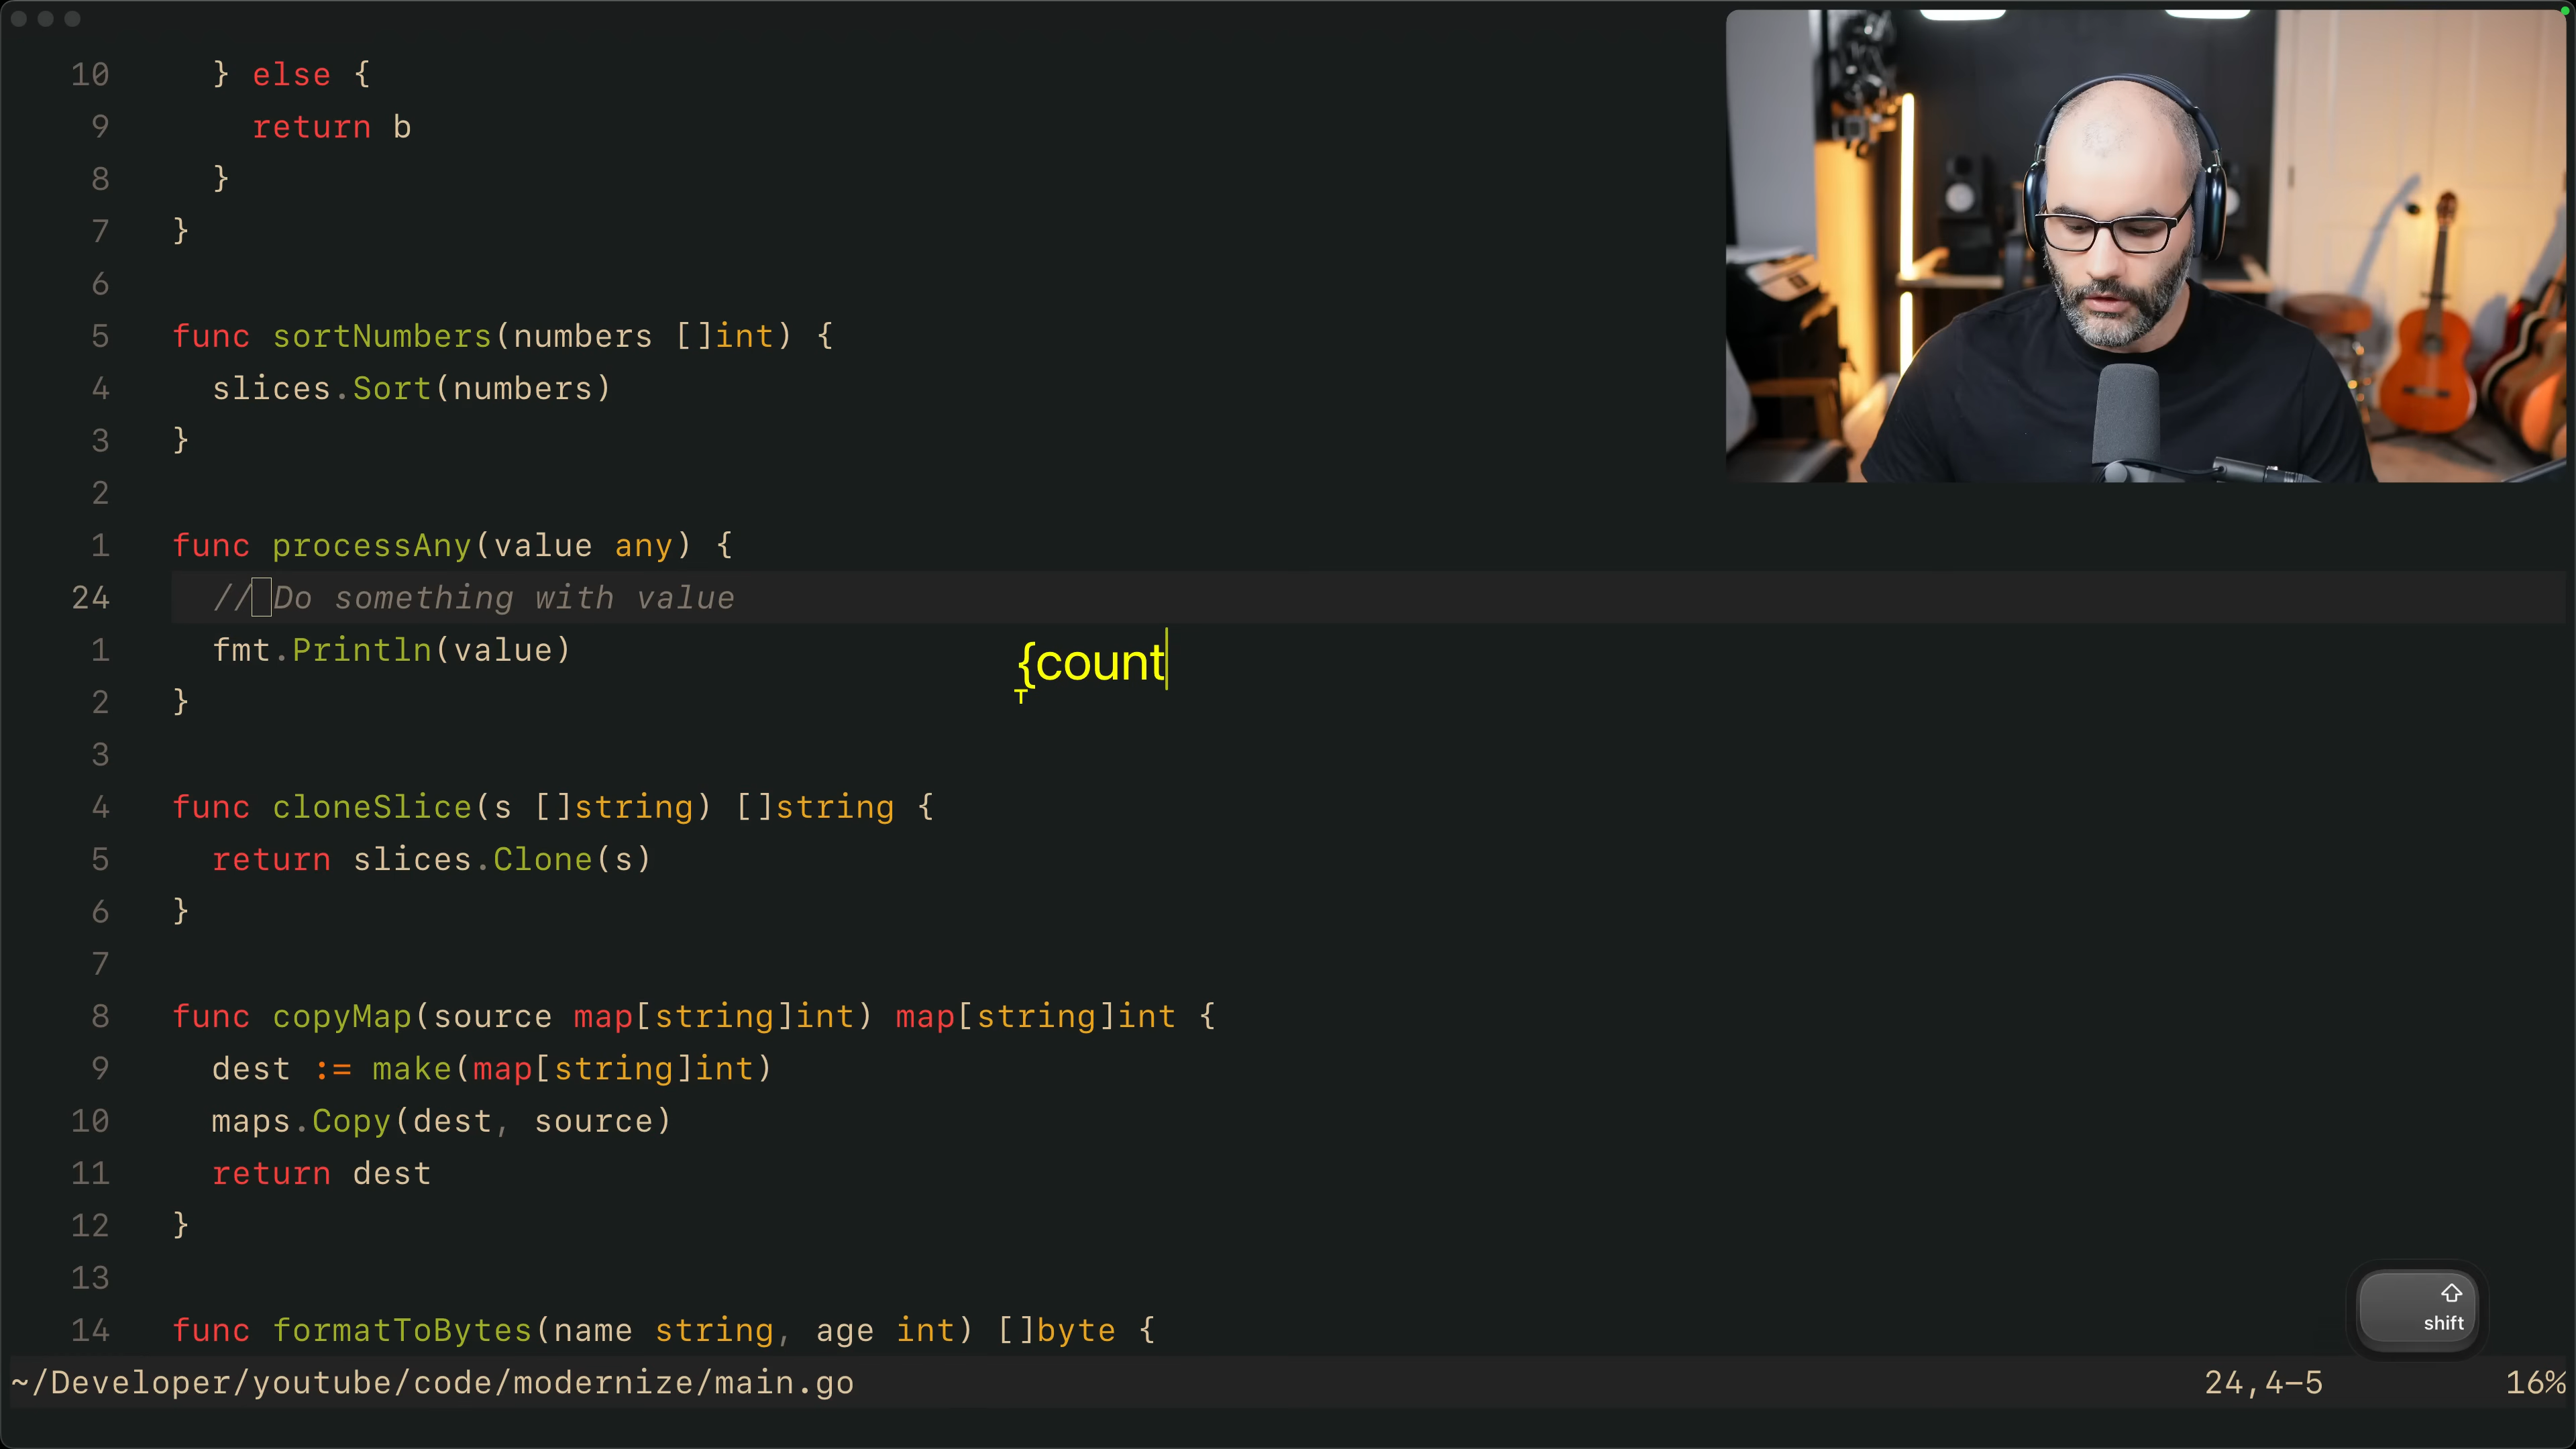 10 } else {
9 return b
8 }
7 }
6
5 func sortNumbers(numbers []int) {
4 slices.Sort(numbers)
3 }
2
1 func processAny(value any) {
24 // Do something with value
1 fmt.Println(value)
{count
T
2 }
3
4 func cloneSlice(s []string) []string {
5 return slices.Clone(s)
6 }
7
8 func copyMap(source map[string]int) map[string]int {
9 dest := make(map[string]int)
10 maps.Copy(dest, source)
11 return dest
12 }
13
14 func formatToBytes(name string, age int) []byte {
shift
~/Developer/youtube/code/modernize/main.go 24,4-5 16%